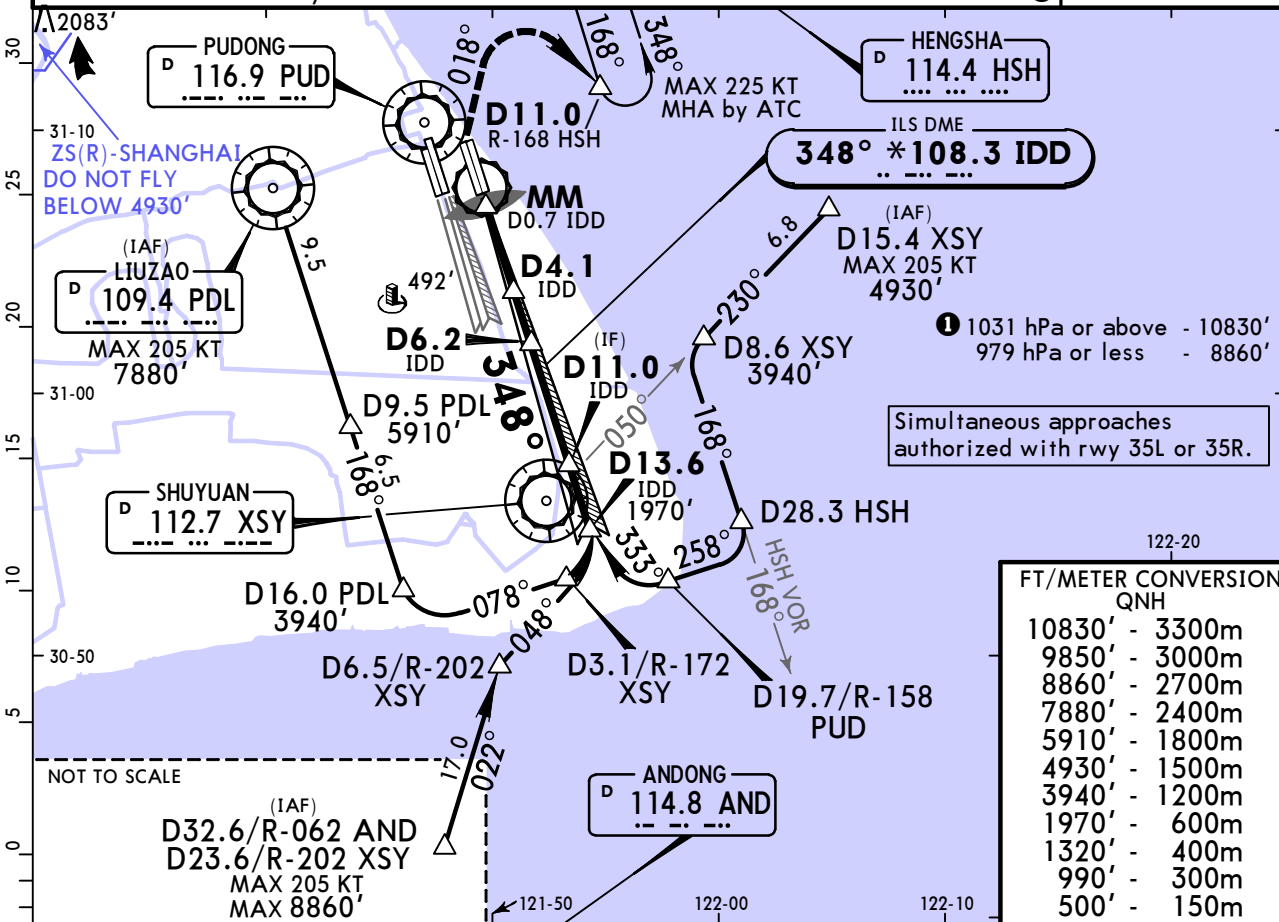 2083'
PUDONG
D 116.9 PUD
018°
168°
348°
MAX 225 KT
MHA by ATC
HENGSHA
D 114.4 HSH
D11.0
R-168 HSH
ILS DME
348° *108.3 IDD
ZS(R)-SHANGHAI
DO NOT FLY
BELOW 4930'
MM
D0.7 IDD
(IAF)
LIUZAO
D 109.4 PDL
MAX 205 KT
7880'
9.5
492'
D4.1
IDD
6.8
(IAF)
D15.4 XSY
MAX 205 KT
4930'
230°
D6.2
IDD
348°
(IF)
D11.0
IDD
D8.6 XSY
3940'
1 1031 hPa or above - 10830'
979 hPa or less - 8860'
D9.5 PDL
5910'
050°
168°
Simultaneous approaches
authorized with rwy 35L or 35R.
6.5
168°
D13.6
IDD
1970'
SHUYUAN
D 112.7 XSY
D28.3 HSH
333°
258°
HSH VOR
168°
D16.0 PDL
3940'
078°
048°
D6.5/R-202
XSY
D3.1/R-172
XSY
D19.7/R-158
PUD
17.0
022°
NOT TO SCALE
(IAF)
D32.6/R-062 AND
D23.6/R-202 XSY
MAX 205 KT
MAX 8860'
ANDONG
D 114.8 AND
FT/METER CONVERSION
QNH
10830' - 3300m
9850' - 3000m
8860' - 2700m
7880' - 2400m
5910' - 1800m
4930' - 1500m
3940' - 1200m
1970' - 600m
1320' - 400m
990' - 300m
500' - 150m
30
25
20
15
10
5
0
31-10
31-00
30-50
121-50
122-00
122-10
122-20